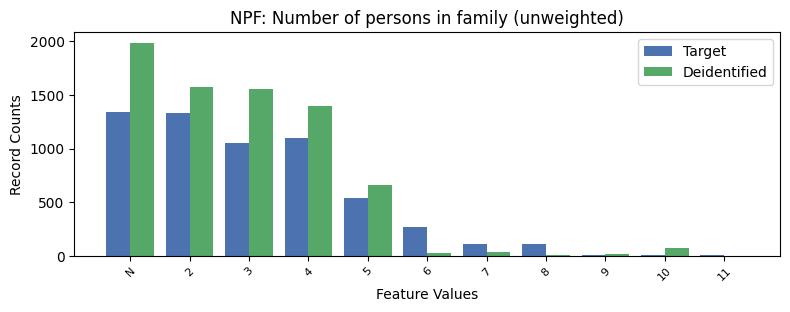 NPF: Number of persons in family (unweighted)
Target
Deidentified
Record Counts
2000
1500
1000
500
0
N 2 3 4 5 6 7 8 9 10 11
Feature Values